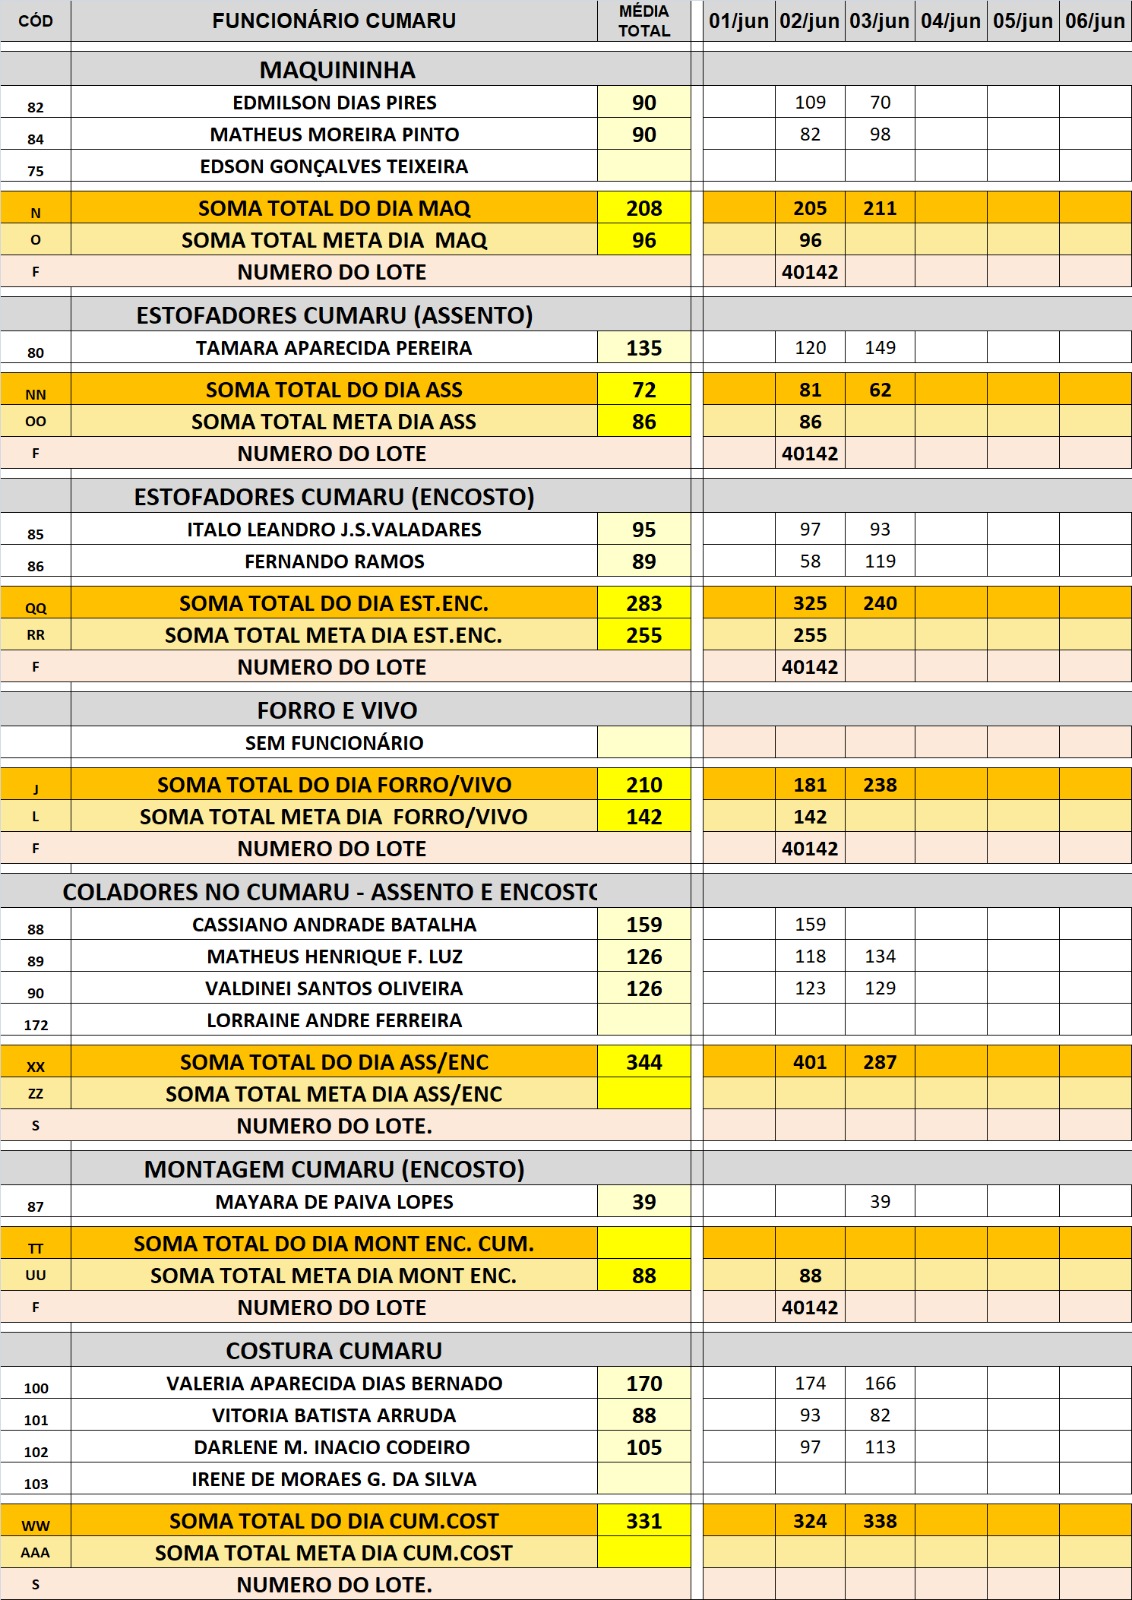 CÓD FUNCIONÁRIO CUMARU MÉDIA TOTAL 01/jun 02/jun 03/jun 04/jun 05/jun 06/jun
MAQUININHA
82 EDMILSON DIAS PIRES 90 109 70
84 MATHEUS MOREIRA PINTO 90 82 98
75 EDSON GONÇALVES TEIXEIRA
N SOMA TOTAL DO DIA MAQ 208 205 211
O SOMA TOTAL META DIA MAQ 96 96
F NUMERO DO LOTE 40142
ESTOFADORES CUMARU (ASSENTO)
80 TAMARA APARECIDA PEREIRA 135 120 149
NN SOMA TOTAL DO DIA ASS 72 81 62
OO SOMA TOTAL META DIA ASS 86 86
F NUMERO DO LOTE 40142
ESTOFADORES CUMARU (ENCOSTO)
85 ITALO LEANDRO J.S.VALADARES 95 97 93
86 FERNANDO RAMOS 89 58 119
QQ SOMA TOTAL DO DIA EST.ENC. 283 325 240
RR SOMA TOTAL META DIA EST.ENC. 255 255
F NUMERO DO LOTE 40142
FORRO E VIVO
SEM FUNCIONÁRIO
J SOMA TOTAL DO DIA FORRO/VIVO 210 181 238
L SOMA TOTAL META DIA FORRO/VIVO 142 142
F NUMERO DO LOTE 40142
COLADORES NO CUMARU - ASSENTO E ENCOSTO
88 CASSIANO ANDRADE BATALHA 159 159
89 MATHEUS HENRIQUE F. LUZ 126 118 134
90 VALDINEI SANTOS OLIVEIRA 126 123 129
172 LORRAINE ANDRE FERREIRA
XX SOMA TOTAL DO DIA ASS/ENC 344 401 287
ZZ SOMA TOTAL META DIA ASS/ENC
S NUMERO DO LOTE.
MONTAGEM CUMARU (ENCOSTO)
87 MAYARA DE PAIVA LOPES 39 39
TT SOMA TOTAL DO DIA MONT ENC. CUM.
UU SOMA TOTAL META DIA MONT ENC. 88 88
F NUMERO DO LOTE 40142
COSTURA CUMARU
100 VALERIA APARECIDA DIAS BERNADO 170 174 166
101 VITORIA BATISTA ARRUDA 88 93 82
102 DARLENE M. INACIO CODEIRO 105 97 113
103 IRENE DE MORAES G. DA SILVA
WW SOMA TOTAL DO DIA CUM.COST 331 324 338
AAA SOMA TOTAL META DIA CUM.COST
S NUMERO DO LOTE.